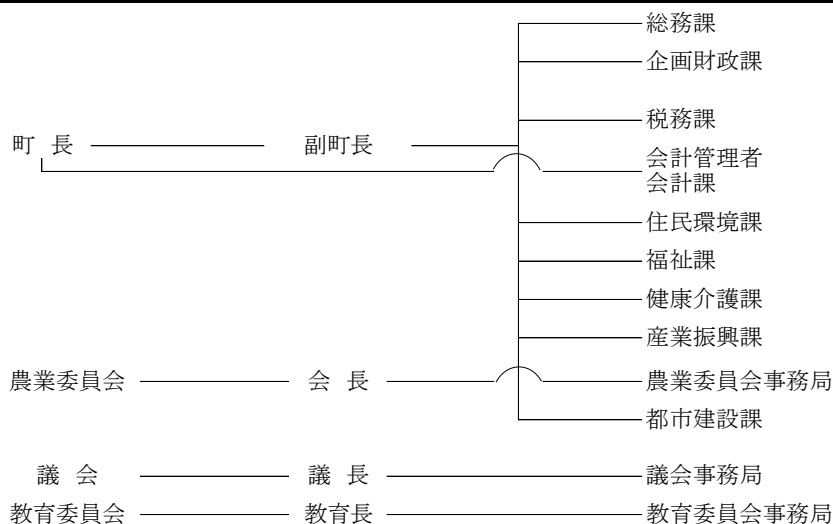 総務課
企画財政課
税務課
町 長 副町長
会計管理者
会計課
住民環境課
福祉課
健康介護課
産業振興課
農業委員会 会 長 農業委員会事務局
都市建設課
議 会 議 長 議会事務局
教育委員会 教育長 教育委員会事務局